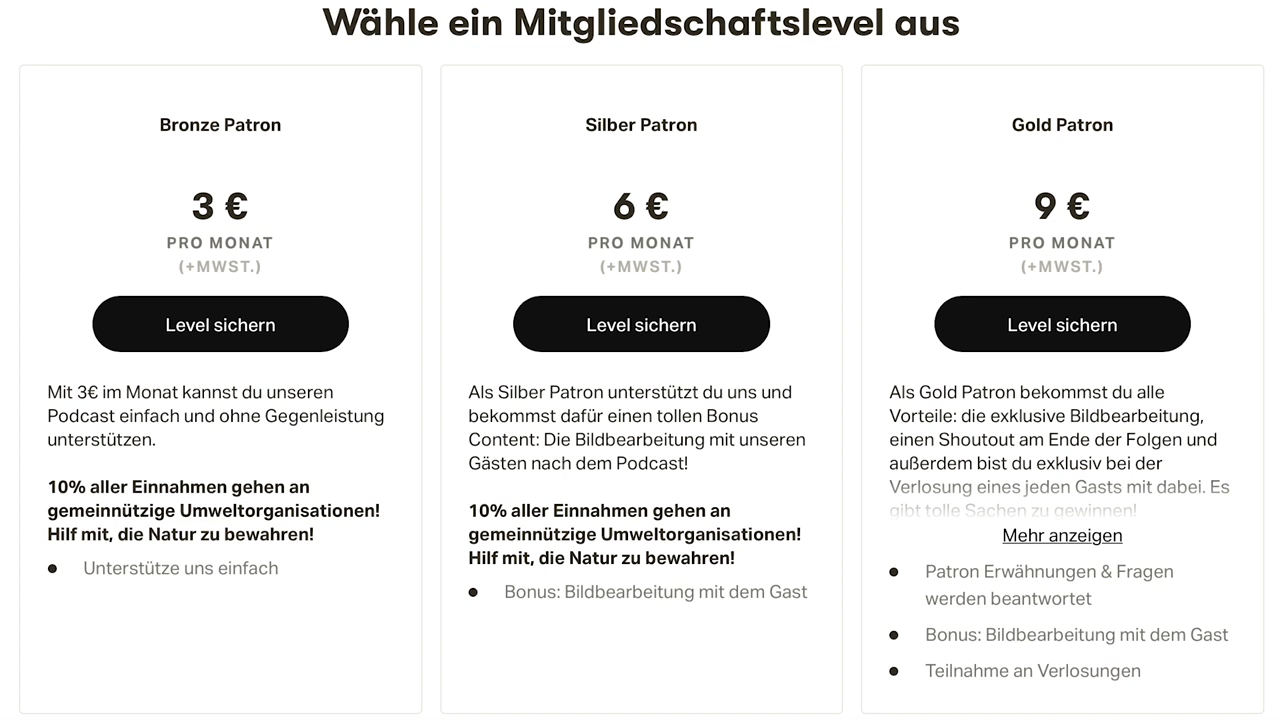 Wähle ein Mitgliedschaftslevel aus
Bronze Patron
3 €
PRO MONAT
(+MWST.)
Level sichern
Mit 3€ im Monat kannst du unseren
Podcast einfach und ohne Gegenleistung
unterstützen.
10% aller Einnahmen gehen an
gemeinnützige Umweltorganisationen!
Hilf mit, die Natur zu bewahren!
Unterstütze uns einfach
Silber Patron
6 €
PRO MONAT
(+MWST.)
Level sichern
Als Silber Patron unterstützt du uns und
bekommst dafür einen tollen Bonus
Content: Die Bildbearbeitung mit unseren
Gästen nach dem Podcast!
10% aller Einnahmen gehen an
gemeinnützige Umweltorganisationen!
Hilf mit, die Natur zu bewahren!
Bonus: Bildbearbeitung mit dem Gast
Gold Patron
9 €
PRO MONAT
(+MWST.)
Level sichern
Als Gold Patron bekommst du alle
Vorteile: die exklusive Bildbearbeitung,
einen Shoutout am Ende der Folgen und
außerdem bist du exklusiv bei der
Verlosung eines jeden Gasts mit dabei. Es
gibt tolle Sachen zu gewinnen!
Mehr anzeigen
Patron Erwähnungen & Fragen
werden beantwortet
Bonus: Bildbearbeitung mit dem Gast
Teilnahme an Verlosungen